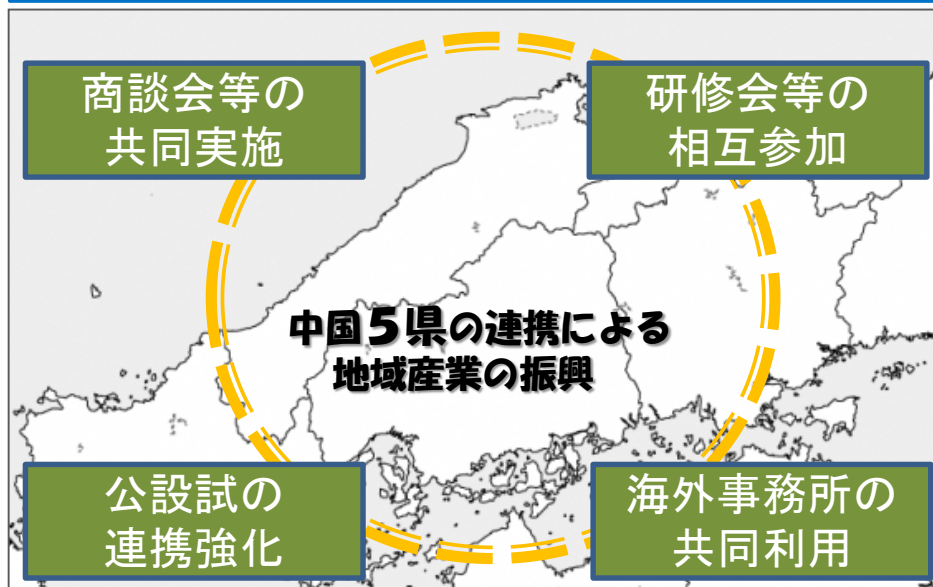 商談会等の
共同実施
研修会等の
相互参加
中国5県の連携による
地域産業の振興
公設試の
連携強化
海外事務所の
共同利用